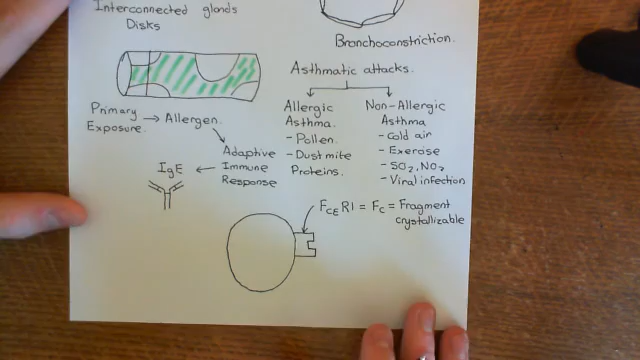 Interconnected glands
Disks
Bronchoconstriction.
Asthmatic attacks.
Primary
Exposure.
→ Allergen.
Adaptive
Immune
Response
IgE
Allergic
Asthma.
- Pollen.
- Dust mite
Proteins.
Non-Allergic
Asthma
- Cold air
- Exercise
- SO2, NO2
- Viral infection
FcεRI = Fc = Fragment
crystallizable